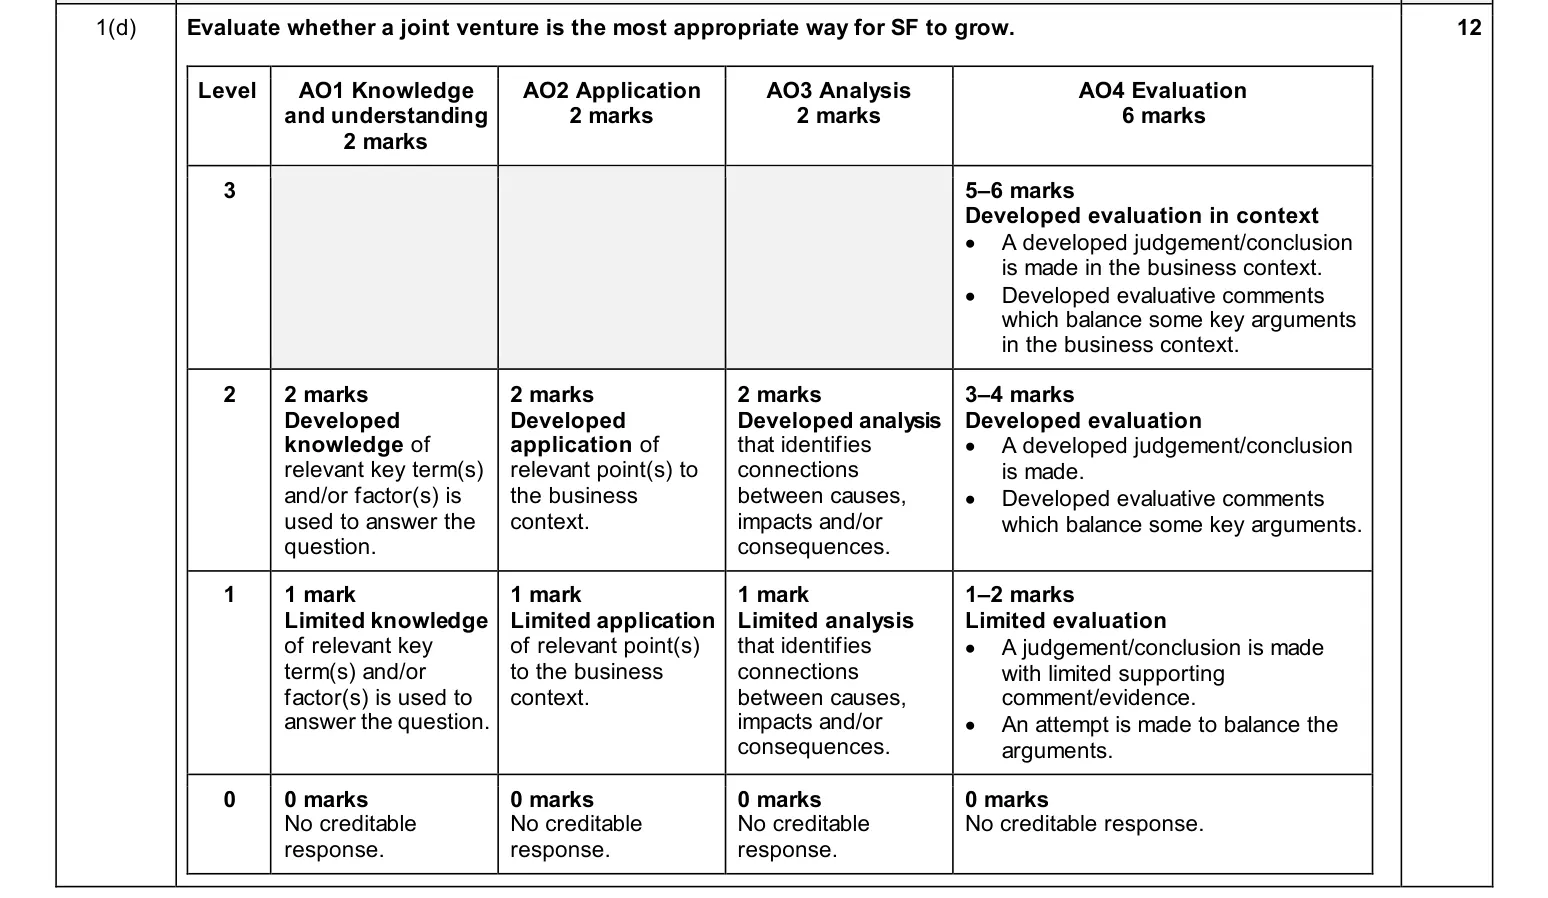 1(d)
Evaluate whether a joint venture is the most appropriate way for SF to grow.
12
Level
AO1 Knowledge
and understanding
2 marks
AO2 Application
2 marks
AO3 Analysis
2 marks
AO4 Evaluation
6 marks
3
5–6 marks
Developed evaluation in context
• A developed judgement/conclusion
is made in the business context.
• Developed evaluative comments
which balance some key arguments
in the business context.
2
2 marks
Developed
knowledge of
relevant key term(s)
and/or factor(s) is
used to answer the
question.
2 marks
Developed
application of
relevant point(s) to
the business
context.
2 marks
Developed analysis
that identifies
connections
between causes,
impacts and/or
consequences.
3–4 marks
Developed evaluation
• A developed judgement/conclusion
is made.
• Developed evaluative comments
which balance some key arguments.
1
1 mark
Limited knowledge
of relevant key
term(s) and/or
factor(s) is used to
answer the question.
1 mark
Limited application
of relevant point(s)
to the business
context.
1 mark
Limited analysis
that identifies
connections
between causes,
impacts and/or
consequences.
1–2 marks
Limited evaluation
• A judgement/conclusion is made
with limited supporting
comment/evidence.
• An attempt is made to balance the
arguments.
0
0 marks
No creditable
response.
0 marks
No creditable
response.
0 marks
No creditable
response.
0 marks
No creditable response.